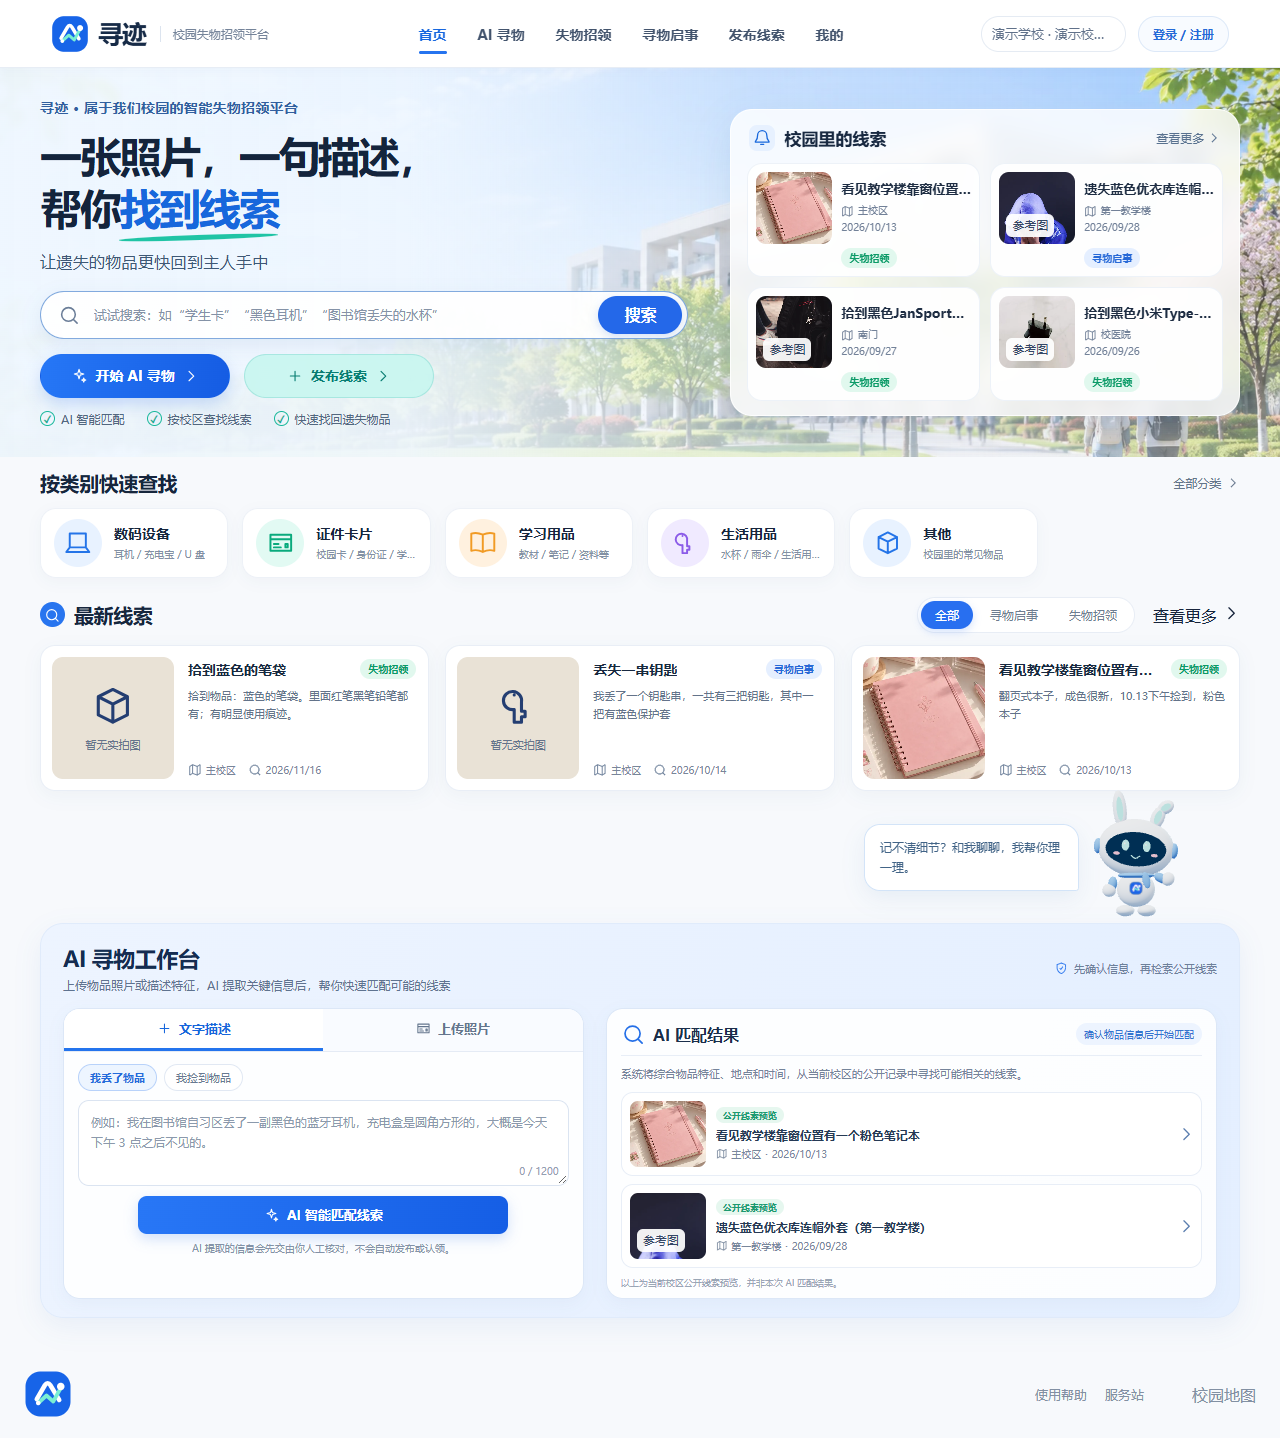 寻迹
校园失物招领平台
首页
AI 寻物
失物招领
寻物启事
发布线索
我的
演示学校 · 演示校...
登录 / 注册
寻迹 • 属于我们校园的智能失物招领平台
一张照片，一句描述，
帮你找到线索
让遗失的物品更快回到主人手中
试试搜索：如“学生卡” “黑色耳机” “图书馆丢失的水杯”
搜索
开始 AI 寻物
发布线索
AI 智能匹配
按校区查找线索
快速找回遗失物品
校园里的线索
查看更多
看见教学楼靠窗位置...
主校区
2026/10/13
失物招领
参考图
遗失蓝色优衣库连帽...
第一教学楼
2026/09/28
寻物启事
参考图
拾到黑色JanSport...
南门
2026/09/27
失物招领
参考图
拾到黑色小米Type-...
校医院
2026/09/26
失物招领
按类别快速查找
全部分类
数码设备
耳机 / 充电宝 / U 盘
证件卡片
校园卡 / 身份证 / 学...
学习用品
教材 / 笔记 / 资料等
生活用品
水杯 / 雨伞 / 生活用...
其他
校园里的常见物品
最新线索
全部
寻物启事
失物招领
查看更多
暂无实拍图
拾到蓝色的笔袋
失物招领
拾到物品：蓝色的笔袋。里面红笔黑笔铅笔都
有；有明显使用痕迹。
主校区
2026/11/16
暂无实拍图
丢失一串钥匙
寻物启事
我丢了一个钥匙串，一共有三把钥匙，其中一
把有蓝色保护套
主校区
2026/10/14
看见教学楼靠窗位置有...
失物招领
翻页式本子，成色很新，10.13下午捡到，粉色
本子
主校区
2026/10/13
记不清细节？和我聊聊，我帮你理
一理。
AI 寻物工作台
上传物品照片或描述特征，AI 提取关键信息后，帮你快速匹配可能的线索
先确认信息，再检索公开线索
文字描述
上传照片
我丢了物品
我捡到物品
例如：我在图书馆自习区丢了一副黑色的蓝牙耳机，充电盒是圆角方形的，大概是今天
下午 3 点之后不见的。
0 / 1200
AI 智能匹配线索
AI 提取的信息会先交由你人工核对，不会自动发布或认领。
AI 匹配结果
确认物品信息后开始匹配
系统将综合物品特征、地点和时间，从当前校区的公开记录中寻找可能相关的线索。
公开线索预览
看见教学楼靠窗位置有一个粉色笔记本
主校区 · 2026/10/13
参考图
公开线索预览
遗失蓝色优衣库连帽外套（第一教学楼）
第一教学楼 · 2026/09/28
以上为当前校区公开线索预览，并非本次 AI 匹配结果。
使用帮助
服务站
校园地图